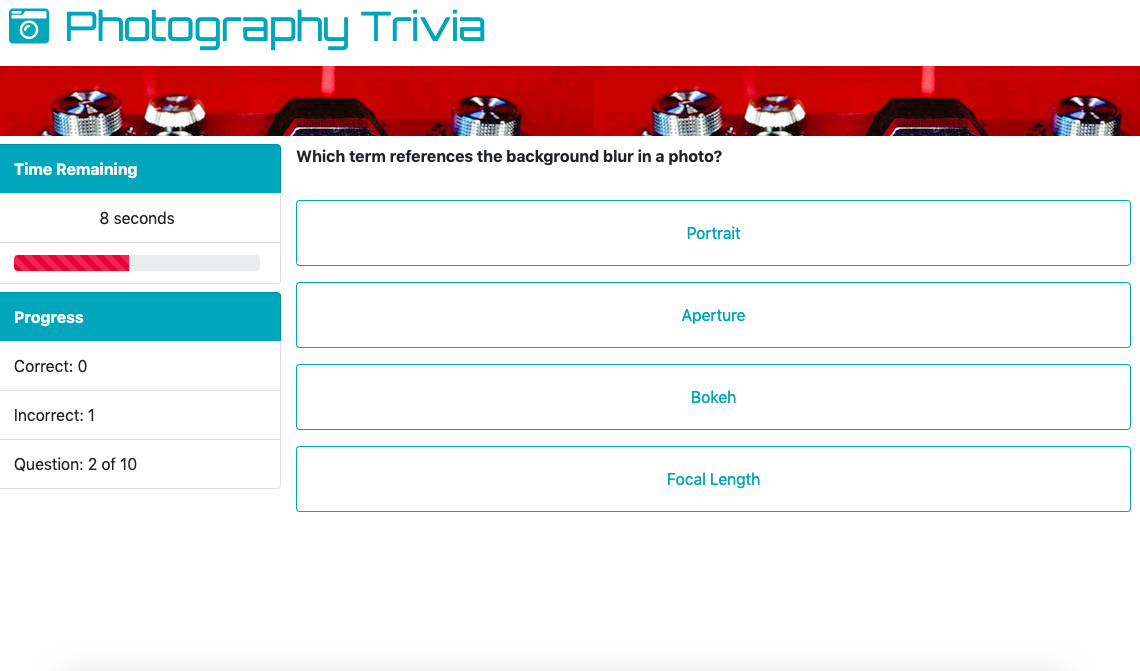 Photography Trivia
Time Remaining
8 seconds
Progress
Correct: 0
Incorrect: 1
Question: 2 of 10
Which term references the background blur in a photo?
Portrait
Aperture
Bokeh
Focal Length